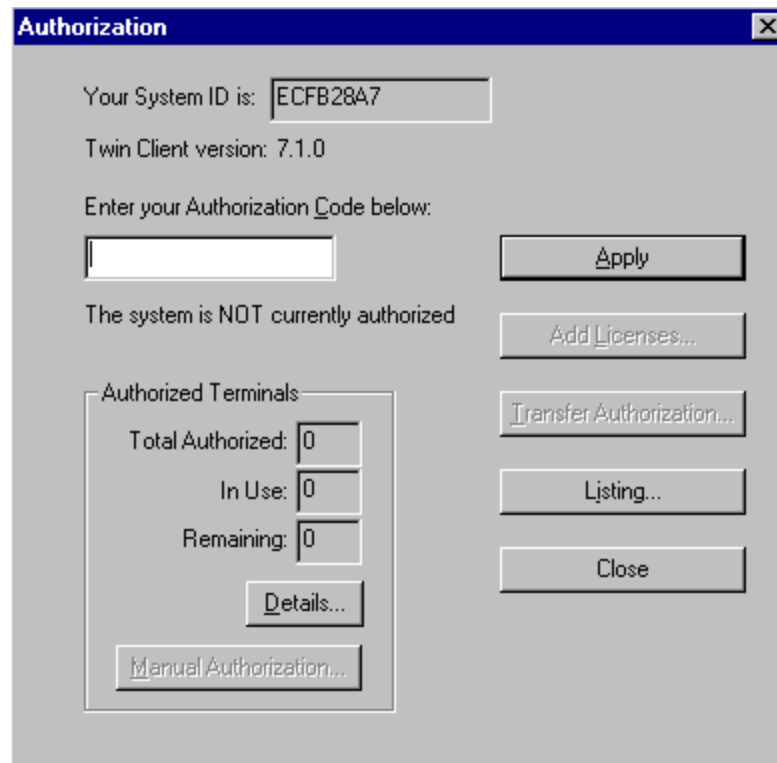 Authorization
Your System ID is: ECFB28A7
Twin Client version: 7.1.0
Enter your Authorization Code below:
Apply
The system is NOT currently authorized
Add Licenses...
Authorized Terminals
Transfer Authorization...
Total Authorized: 0
In Use: 0
Listing...
Remaining: 0
Close
Details...
Manual Authorization...